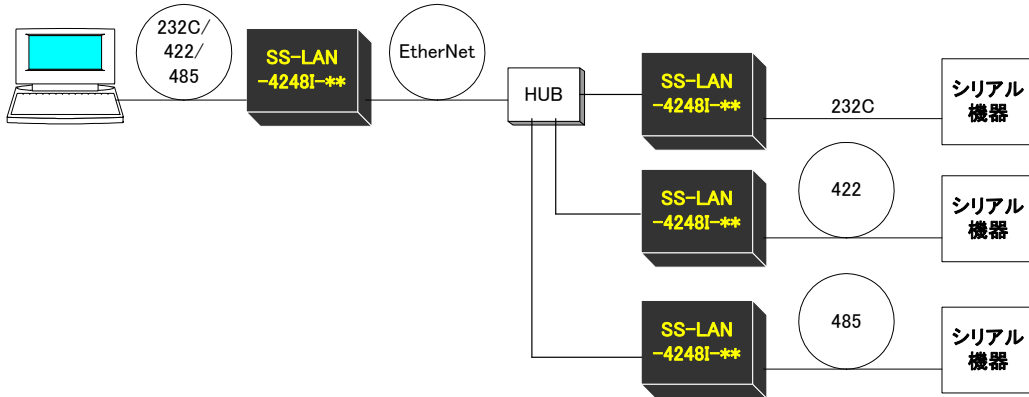 232C/
422/
485
SS-LAN
-4248I-**
EtherNet
HUB
SS-LAN
-4248I-**
232C
シリアル
機器
SS-LAN
-4248I-**
422
シリアル
機器
SS-LAN
-4248I-**
485
シリアル
機器